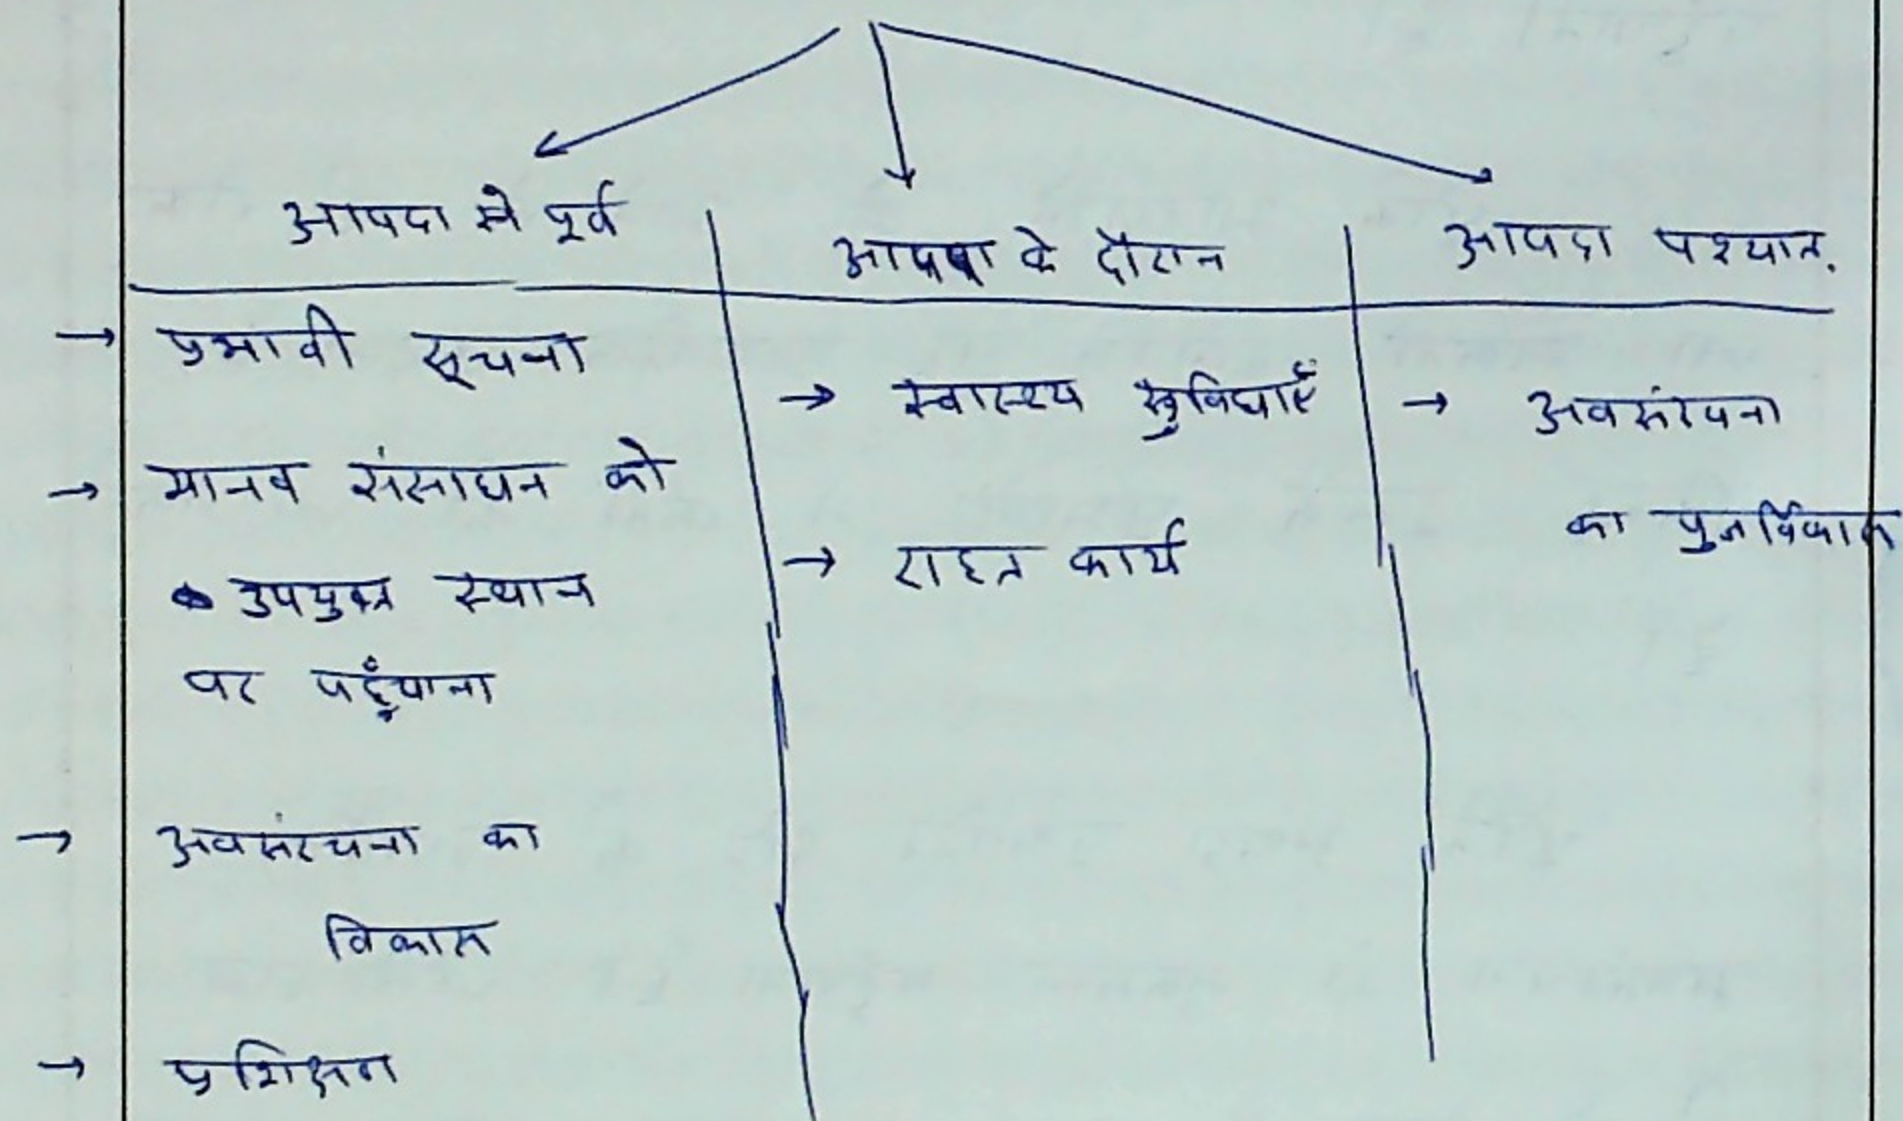 आपदा से पूर्व
आपदा के दौरान
आपदा पश्चात.
→ प्रभावी सूचना
→ मानव संसाधन को
उपयुक्त स्थान
पर पहुँचाना
→ अवसंरचना का
विकास
→ प्रशिक्षण
→ स्वास्थ्य सुविधाएँ
→ राहत कार्य
→ अवसंरचना
का पुनर्विकास